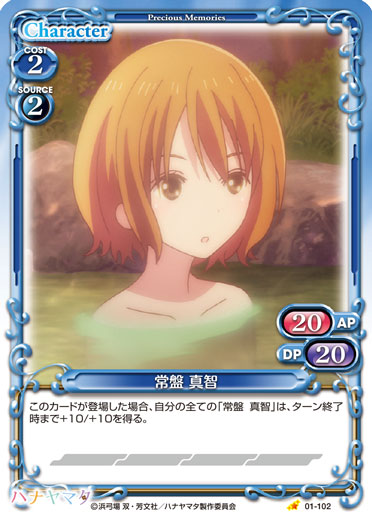 Precious Memories
Character
COST
2
SOURCE
2
20 AP
DP 20
常盤 真智
このカードが登場した場合、自分の全ての「常盤 真智」は、ターン終了
時まで+10/+10を得る。
ハナヤマタ
©浜弓場 双・芳文社／ハナヤマタ製作委員会
01-102